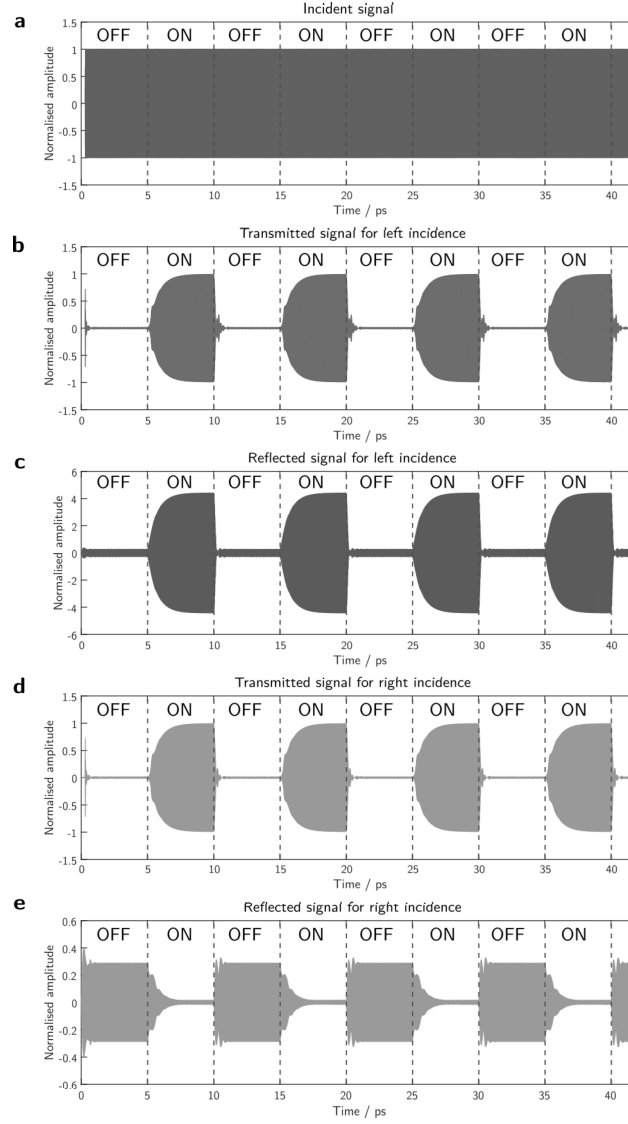 a
Incident signal
OFF ON OFF ON OFF ON OFF ON
Normalised amplitude
1.5
1
0.5
0
-0.5
-1
-1.5
0 5 10 15 20 25 30 35 40
Time / ps
b
Transmitted signal for left incidence
OFF ON OFF ON OFF ON OFF ON
Normalised amplitude
1.5
1
0.5
0
-0.5
-1
-1.5
0 5 10 15 20 25 30 35 40
Time / ps
c
Reflected signal for left incidence
OFF ON OFF ON OFF ON OFF ON
Normalised amplitude
6
4
2
0
-2
-4
-6
0 5 10 15 20 25 30 35 40
Time / ps
d
Transmitted signal for right incidence
OFF ON OFF ON OFF ON OFF ON
Normalised amplitude
1.5
1
0.5
0
-0.5
-1
-1.5
0 5 10 15 20 25 30 35 40
Time / ps
e
Reflected signal for right incidence
OFF ON OFF ON OFF ON OFF ON
Normalised amplitude
0.6
0.4
0.2
0
-0.2
-0.4
-0.6
0 5 10 15 20 25 30 35 40
Time / ps